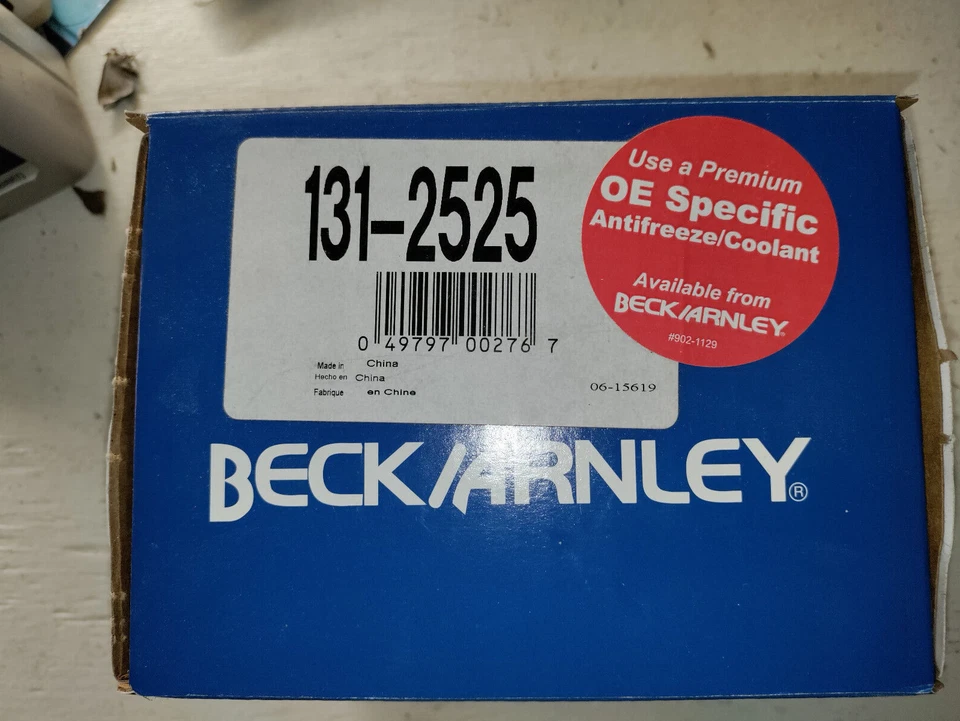 131-2525
0 49797 00276 7
Made in China
Hecho en China
Fabrique en Chine
06-15619
Use a Premium
OE Specific
Antifreeze/Coolant
Available from
BECK/ARNLEY®
#902-1129
BECK/ARNLEY®